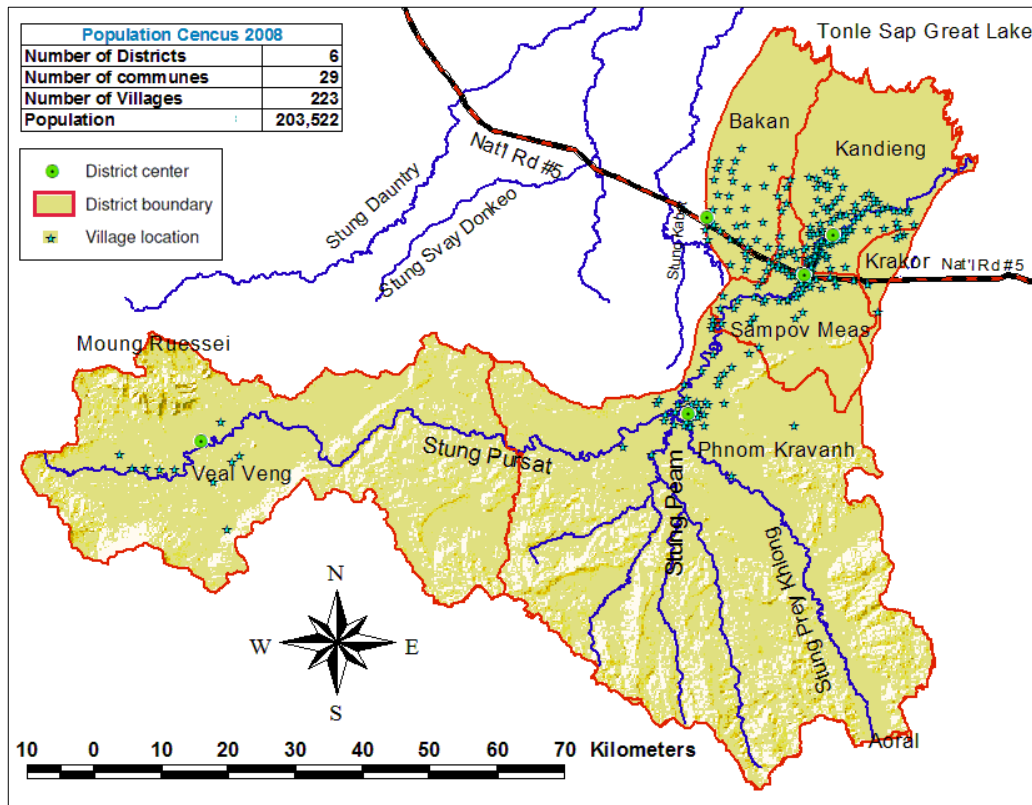 Population Cencus 2008
Number of Districts 6
Number of communes 29
Number of Villages 223
Population 203,522
District center
District boundary
Village location
Tonle Sap Great Lake
Bakan
Kandieng
Nat'l Rd #5
Stung Dauntry
Stung Svay Donkeo
Krakor
Nat'l Rd #5
Sampov Meas
Moung Ruessei
Veal Veng
Stung Pursat
Phnom Kravanh
Stung Peam
Stung Prey Khlong
Aoral
N
W E
S
10 0 10 20 30 40 50 60 70 Kilometers